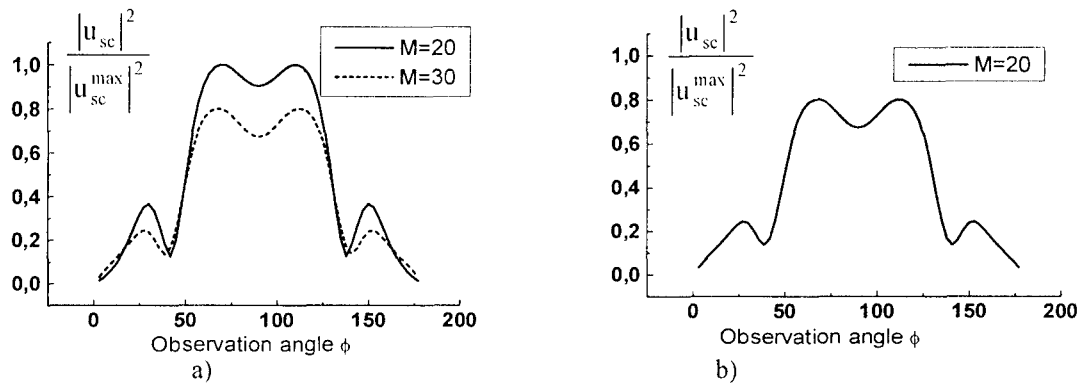 |u_sc|^2
|u_sc^max|^2
M=20
M=30
1,0
0,8
0,6
0,4
0,2
0,0
0 50 100 150 200
Observation angle ϕ
a)
|u_sc|^2
|u_sc^max|^2
M=20
1,0
0,8
0,6
0,4
0,2
0,0
0 50 100 150 200
Observation angle ϕ
b)